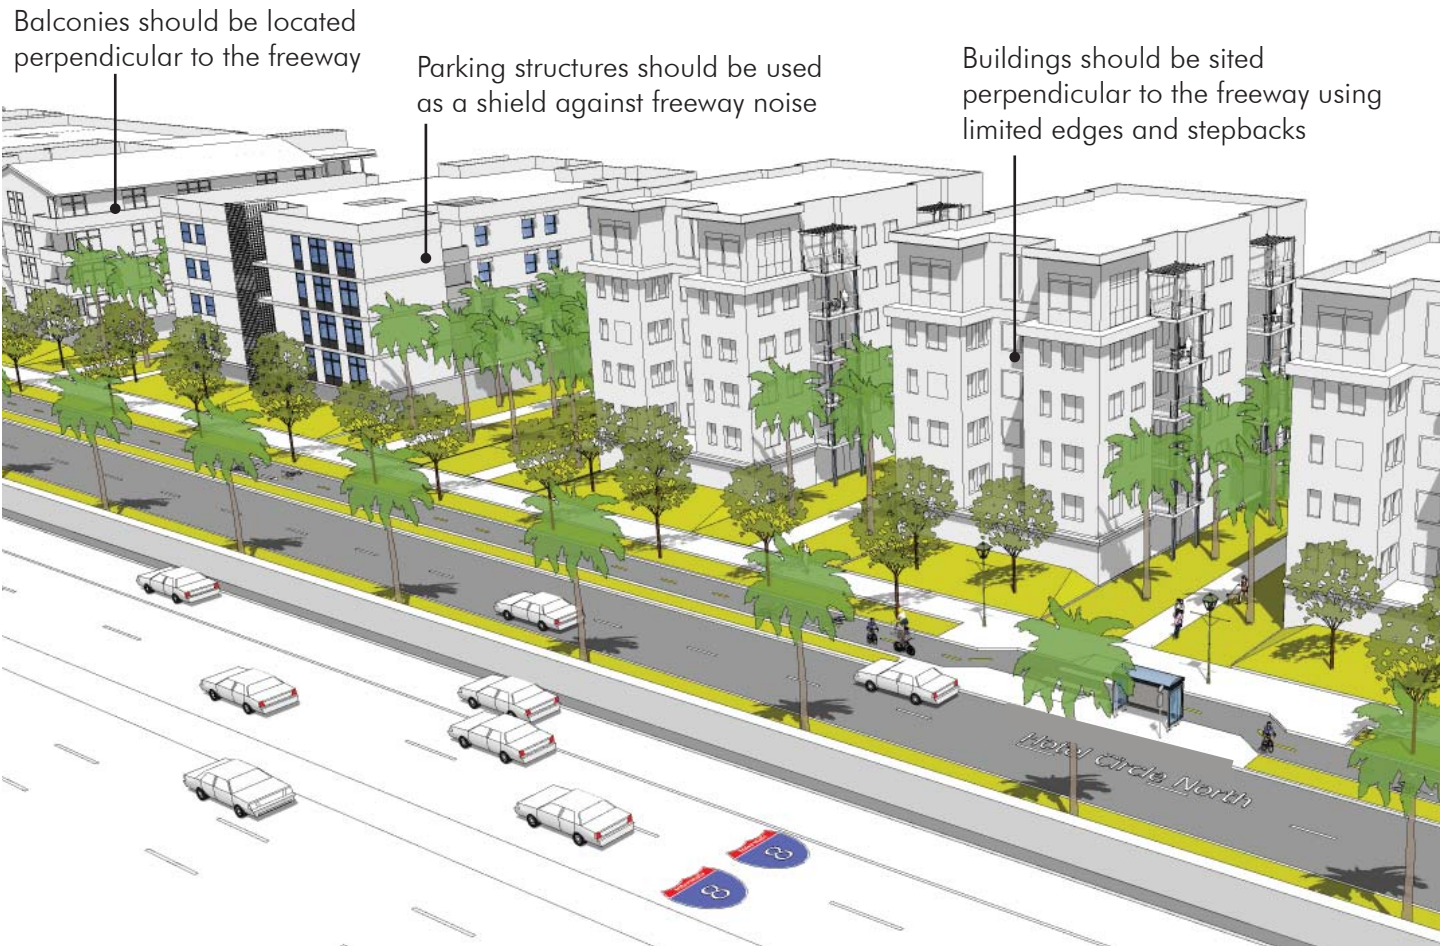 Balconies should be located
perpendicular to the freeway
Parking structures should be used
as a shield against freeway noise
Buildings should be sited
perpendicular to the freeway using
limited edges and stepbacks
Hotel Circle North
8
8